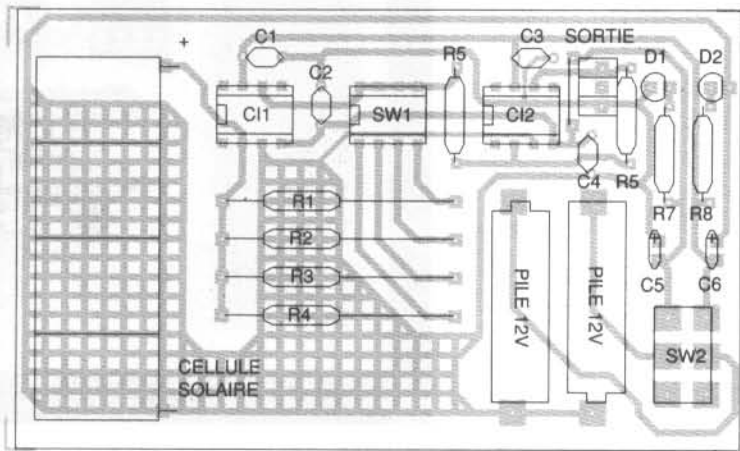 C1
C3
SORTIE
+
R5
D1
D2
C2
CI1
SW1
CI2
C4
R5
R7
R8
R1
R2
R3
R4
PILE 12V
PILE 12V
+
+
C5
C6
SW2
CELLULE
SOLAIRE